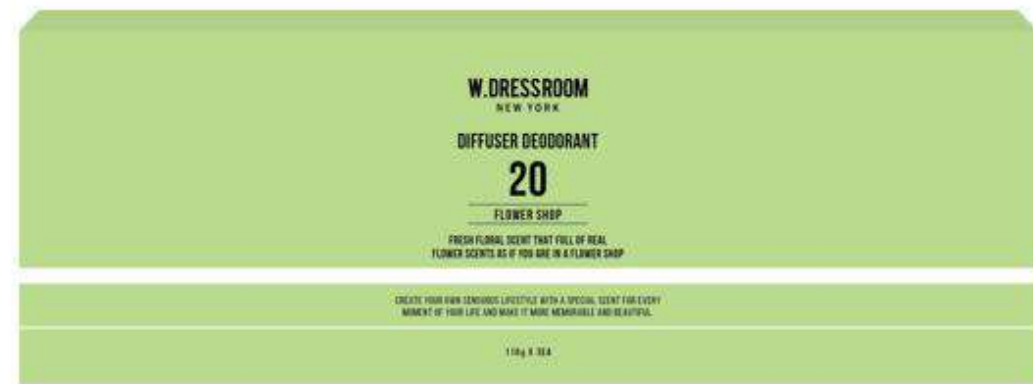 W.DRESSROOM
NEW YORK
DIFFUSER DEODORANT
20
FLOWER SHOP
FRESH FLORAL SCENT THAT FULL OF REAL
FLOWER SCENTS AS IF YOU ARE IN A FLOWER SHOP
CREATE YOUR OWN SENSUOUS LIFESTYLE WITH A SPECIAL SCENT FOR EVERY
MOMENT OF YOUR LIFE AND MAKE IT MORE MEMORABLE AND BEAUTIFUL.
110g X